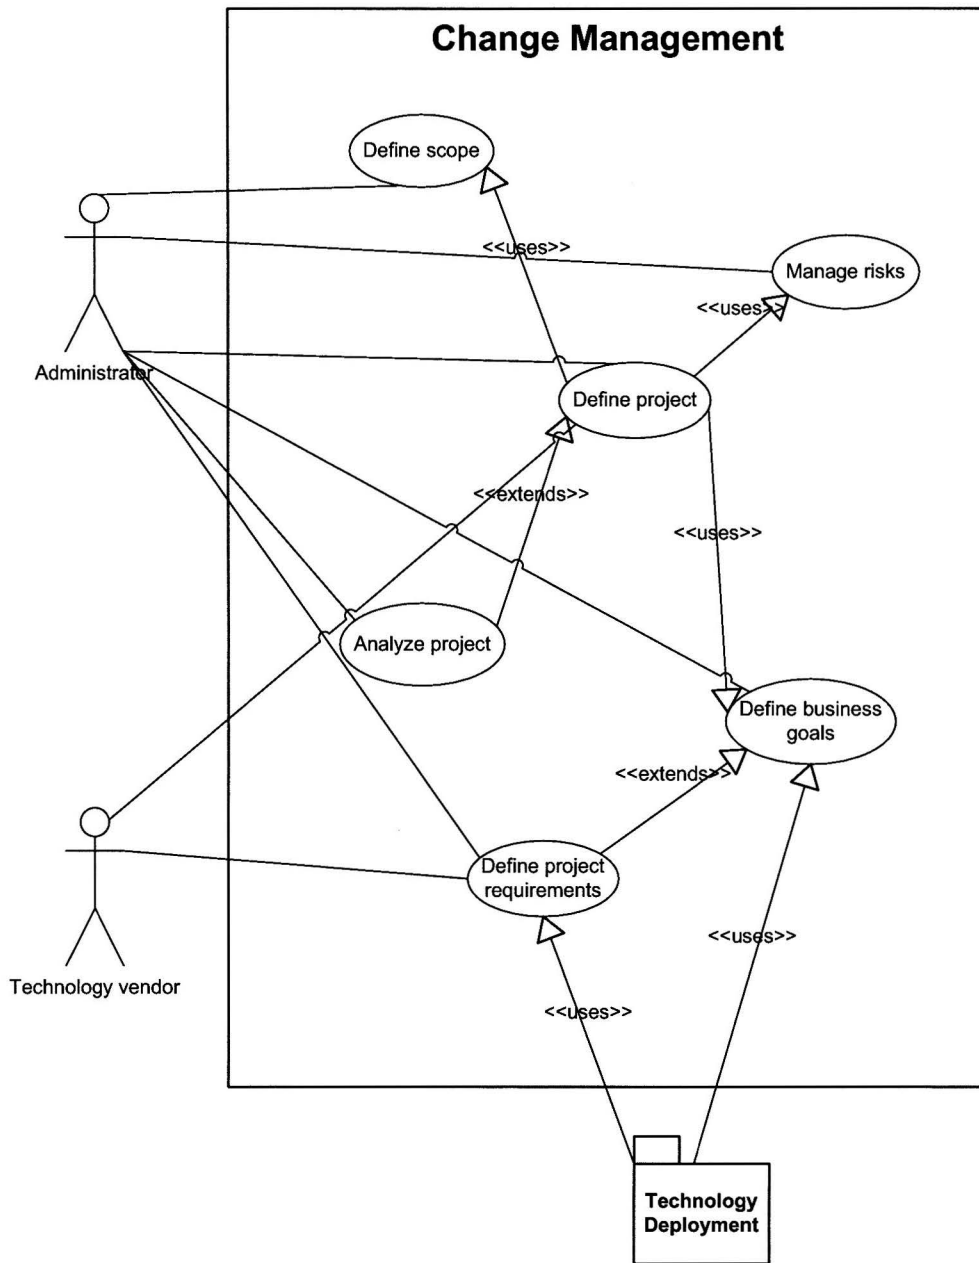 Change Management
Define scope
<<uses>>
Manage risks
<<uses>>
Administrator
Define project
<<extends>>
<<uses>>
Analyze project
Define business
goals
<<extends>>
Define project
requirements
<<uses>>
Technology vendor
<<uses>>
Technology
Deployment